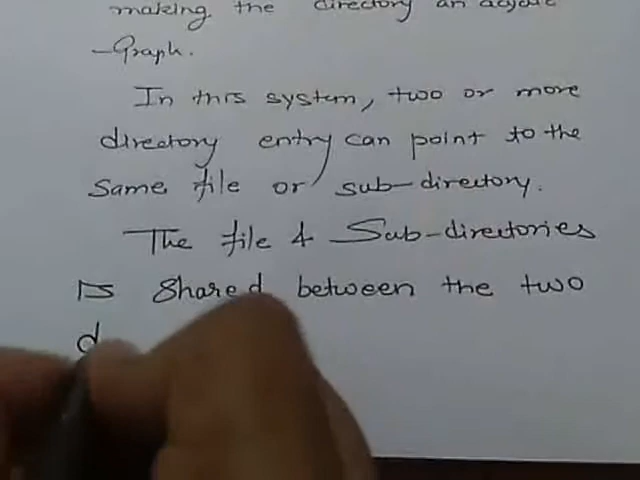 making the directory an acyclic
-Graph.
In this system, two or more
directory entry can point to the
same file or sub-directory.
The file & Sub-directories
is shared between the two
d